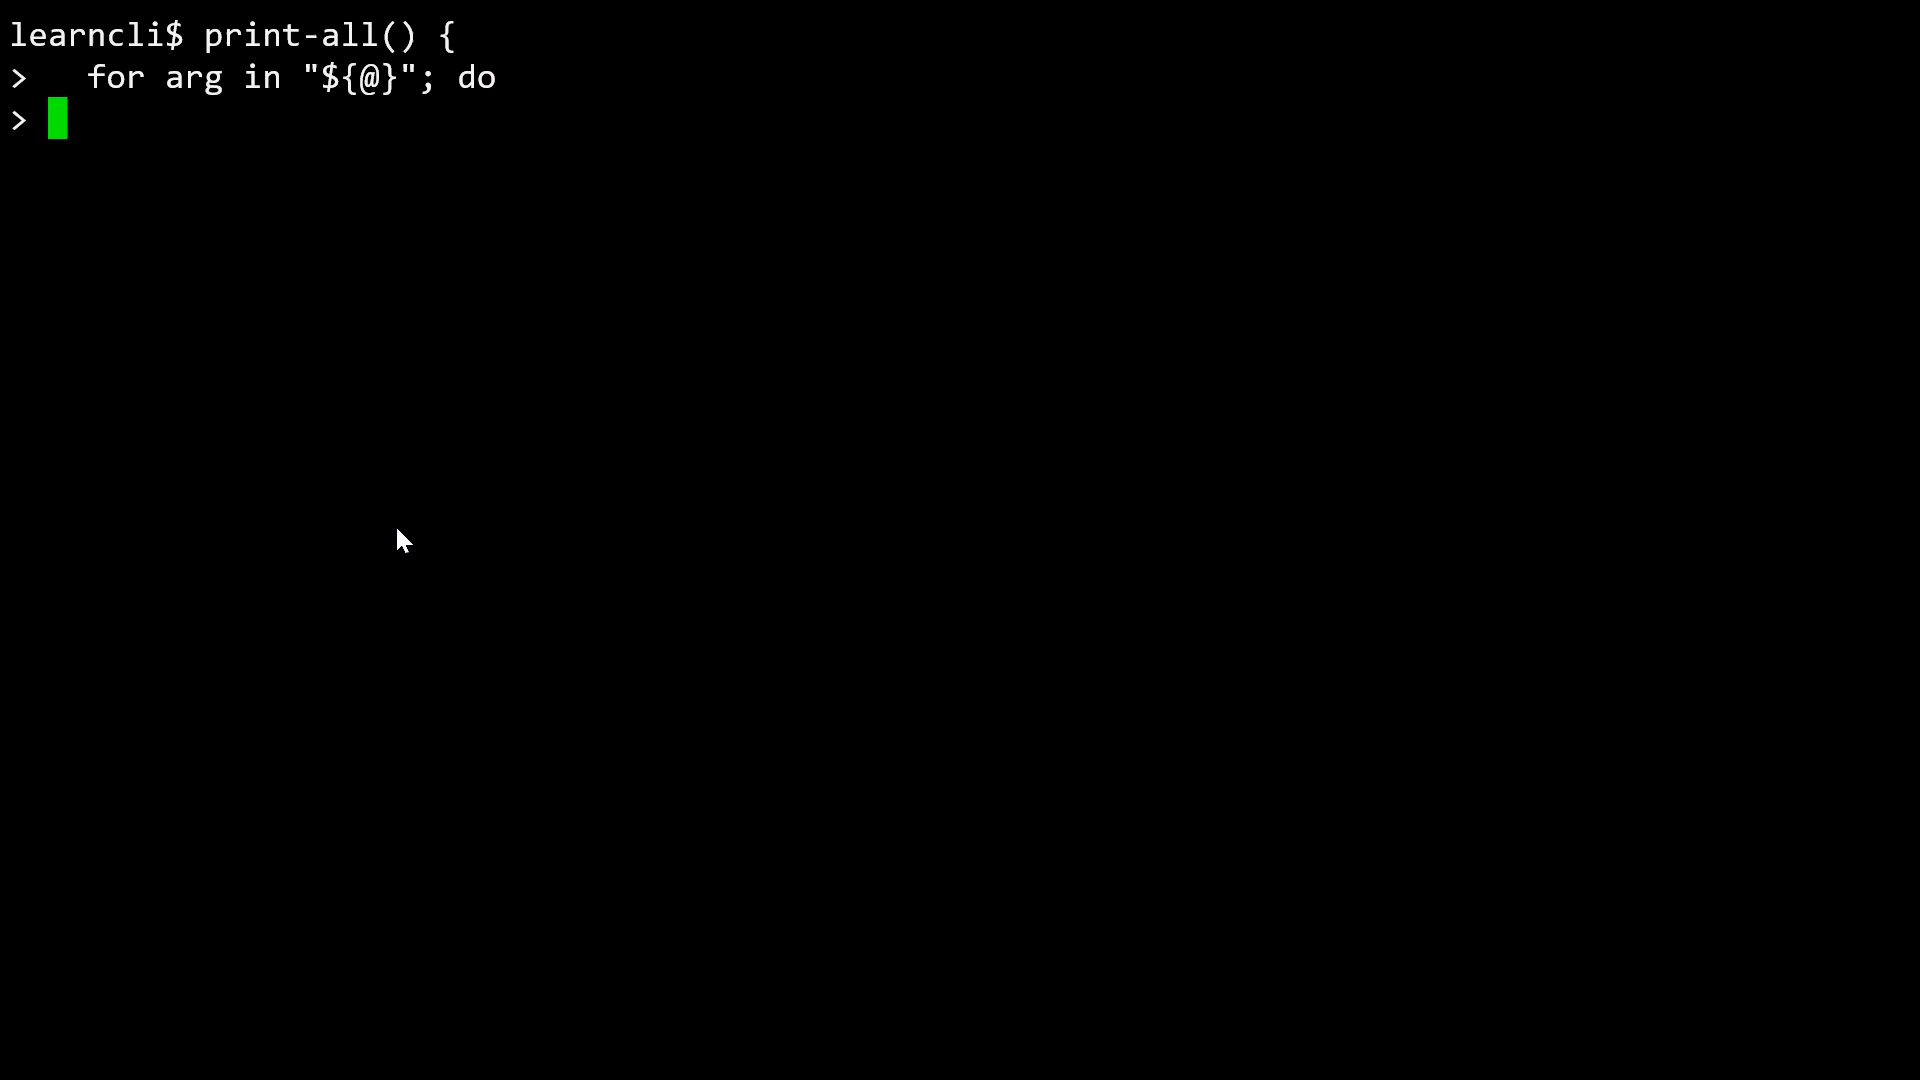 learncli$ print-all() {
>   for arg in "${@}"; do
>